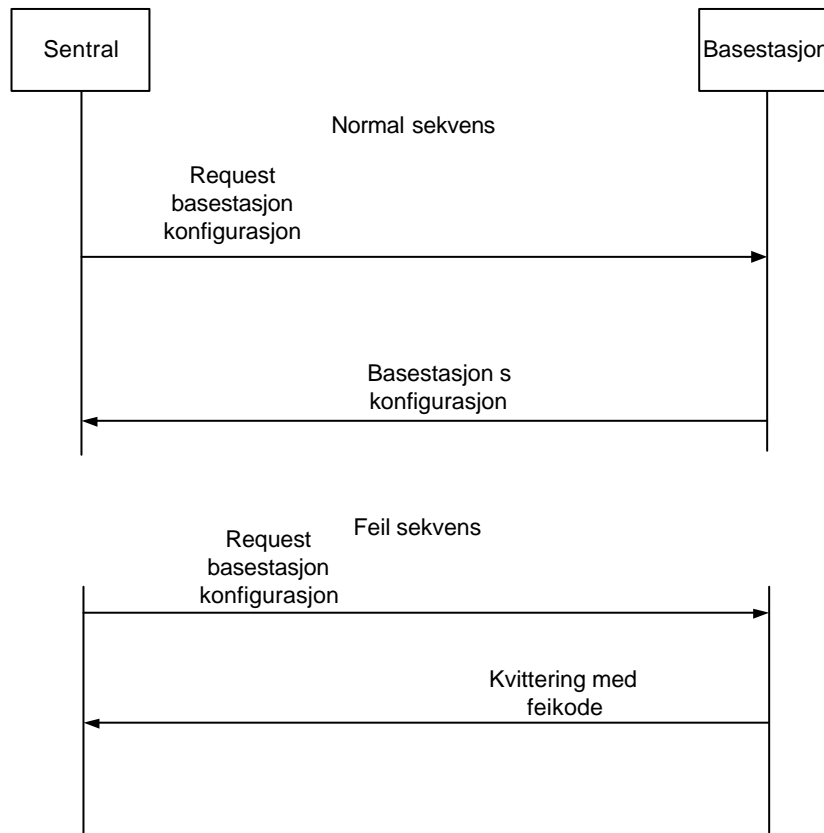 Sentral
Basestasjon
Normal sekvens
Request
basestasjon
konfigurasjon
Basestasjon s
konfigurasjon
Feil sekvens
Request
basestasjon
konfigurasjon
Kvittering med
feikode